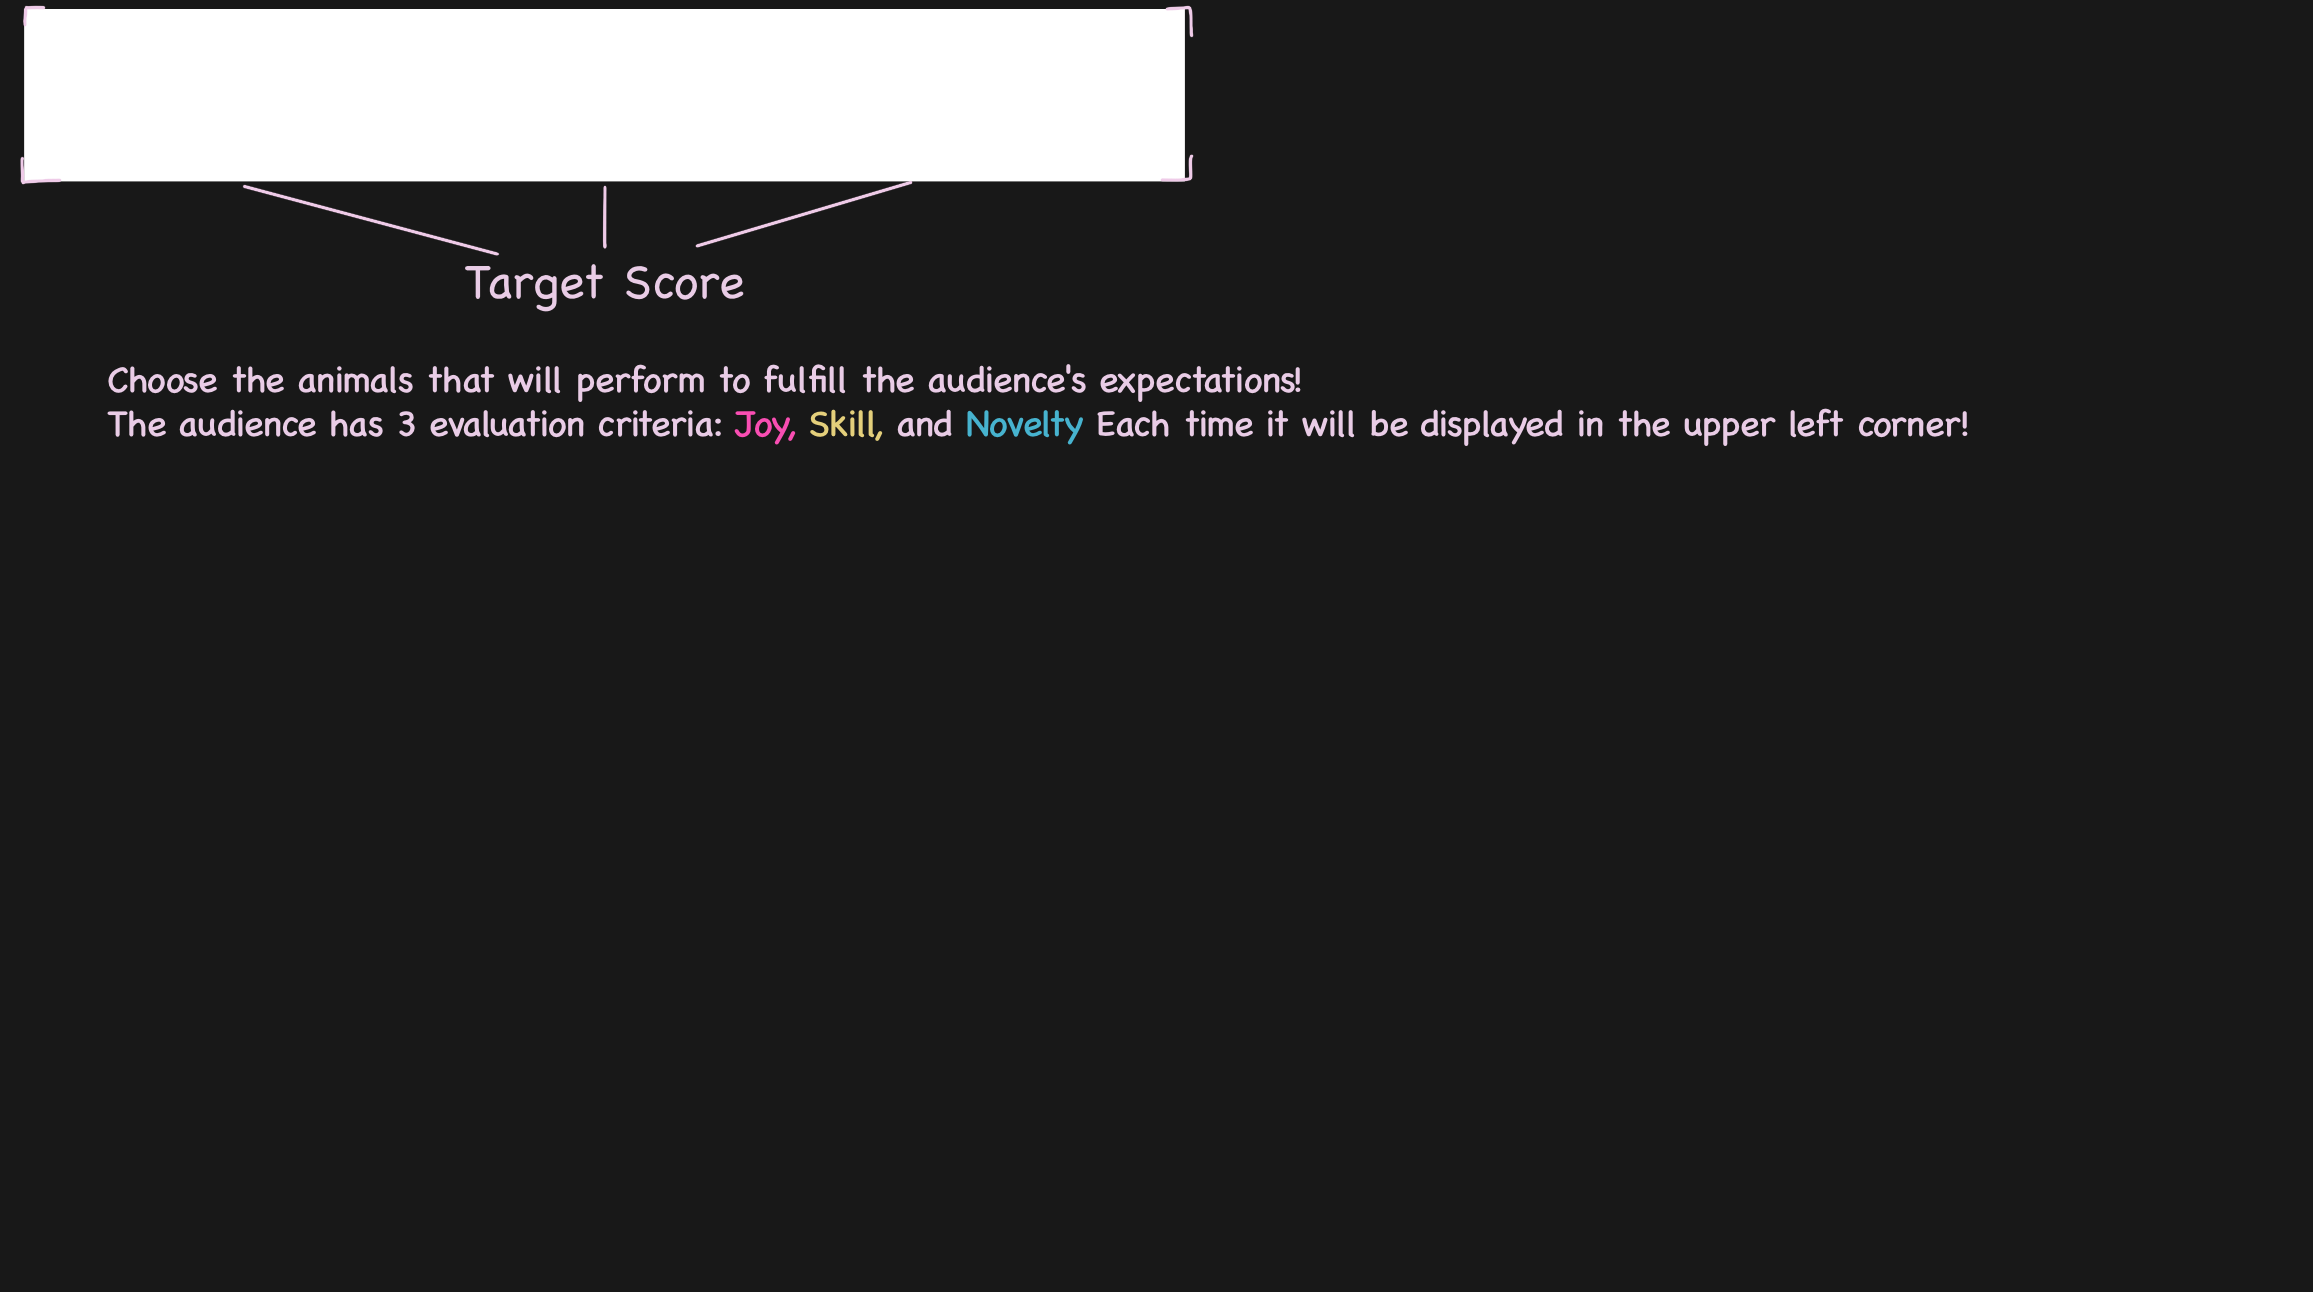 Target Score
Choose the animals that will perform to fulfill the audience's expectations!
The audience has 3 evaluation criteria: Joy, Skill, and Novelty Each time it will be displayed in the upper left corner!